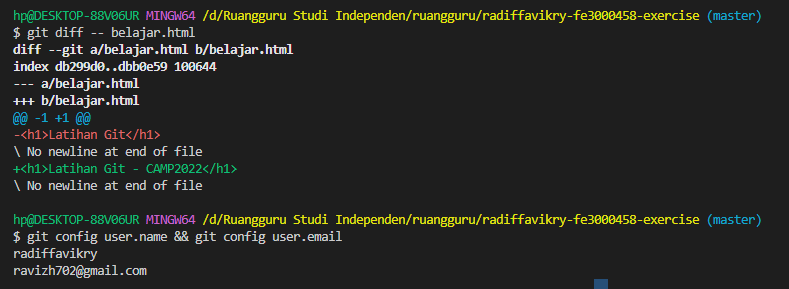 hp@DESKTOP-88V06UR MINGW64 /d/Ruangguru Studi Independen/ruangguru/radiffavikry-fe3000458-exercise (master)
$ git diff -- belajar.html
diff --git a/belajar.html b/belajar.html
index db299d0..dbb0e59 100644
--- a/belajar.html
+++ b/belajar.html
@@ -1 +1 @@
-<h1>Latihan Git</h1>
\ No newline at end of file
+<h1>Latihan Git - CAMP2022</h1>
\ No newline at end of file
hp@DESKTOP-88V06UR MINGW64 /d/Ruangguru Studi Independen/ruangguru/radiffavikry-fe3000458-exercise (master)
$ git config user.name && git config user.email
radiffavikry
ravizh702@gmail.com